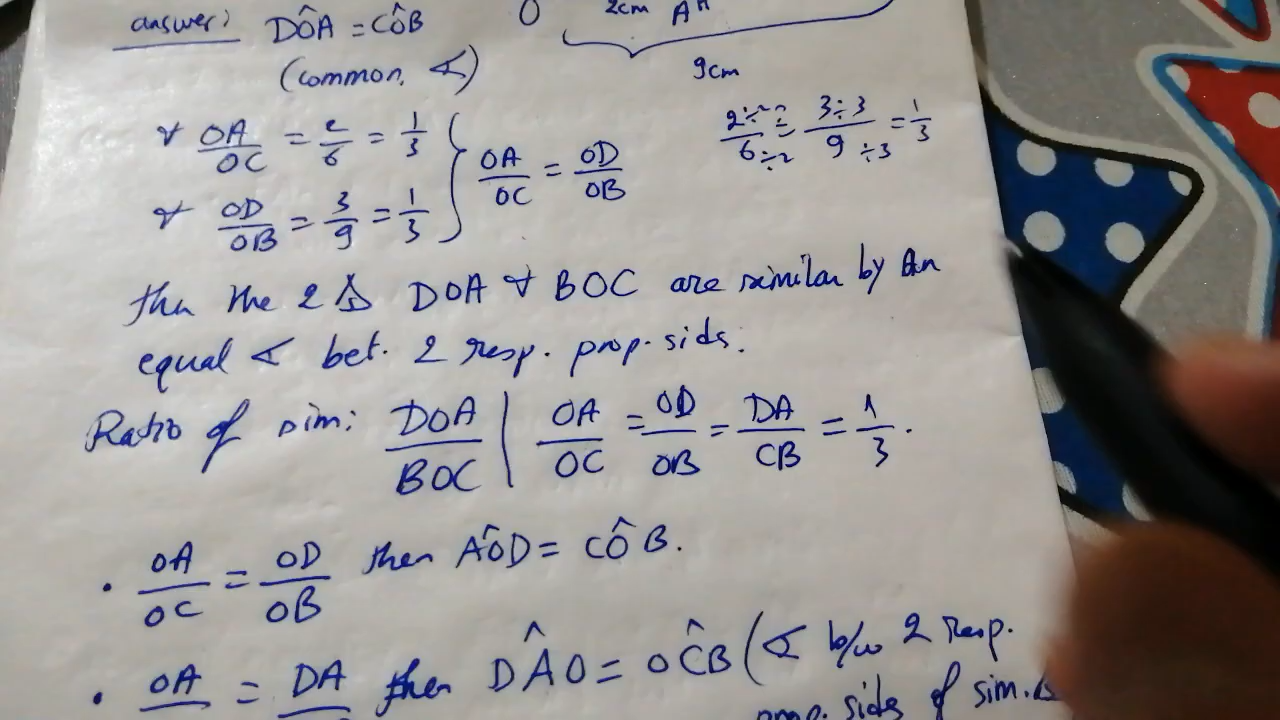 answer: DÔA = CÔB
O 2cm A
(common ∢)
9cm
OA/OC = 2/6 = 1/3
OD/OB = 3/9 = 1/3
OA/OC = OD/OB
2÷2/6÷2 = 3÷3/9÷3 = 1/3
then the 2 Δs DOA & BOC are similar by an
equal ∢ bet. 2 resp. prop. sids.
Ratio of sim: DOA/BOC | OA/OC = OD/OB = DA/CB = 1/3.
• OA/OC = OD/OB then AÔD = CÔB.
• OA = DA then DÂO = OĈB (∢ b/w 2 resp.
prop. sides of sim. Δ